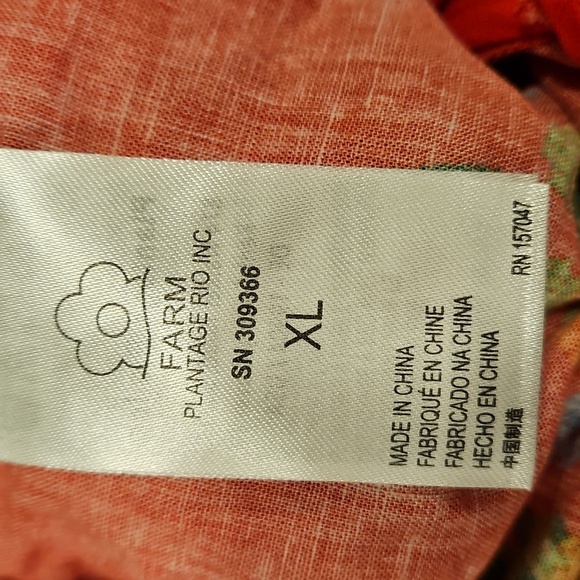 FARM
PLANTAGE RIO INC
SN 309366
XL
MADE IN CHINA
FABRIQUÉ EN CHINE
FABRICADO NA CHINA
HECHO EN CHINA
中国制造
RN 157047